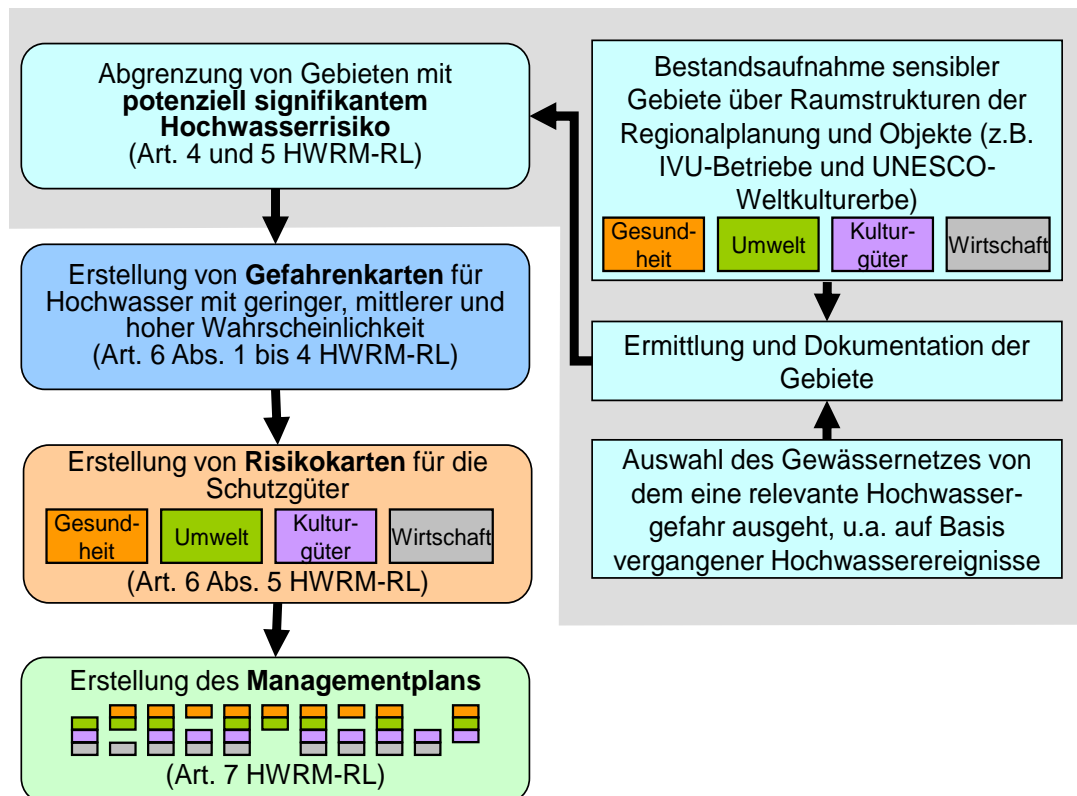 Abgrenzung von Gebieten mit
potenziell signifikantem
Hochwasserrisiko
(Art. 4 und 5 HWRM-RL)
Erstellung von Gefahrenkarten für
Hochwasser mit geringer, mittlerer und
hoher Wahrscheinlichkeit
(Art. 6 Abs. 1 bis 4 HWRM-RL)
Erstellung von Risikokarten für die
Schutzgüter
Gesund-
heit
Umwelt
Kultur-
güter
Wirtschaft
(Art. 6 Abs. 5 HWRM-RL)
Erstellung des Managementplans
(Art. 7 HWRM-RL)
Bestandsaufnahme sensibler
Gebiete über Raumstrukturen der
Regionalplanung und Objekte (z.B.
IVU-Betriebe und UNESCO-
Weltkulturerbe)
Gesund-
heit
Umwelt
Kultur-
güter
Wirtschaft
Ermittlung und Dokumentation der
Gebiete
Auswahl des Gewässernetzes von
dem eine relevante Hochwasser-
gefahr ausgeht, u.a. auf Basis
vergangener Hochwasserereignisse